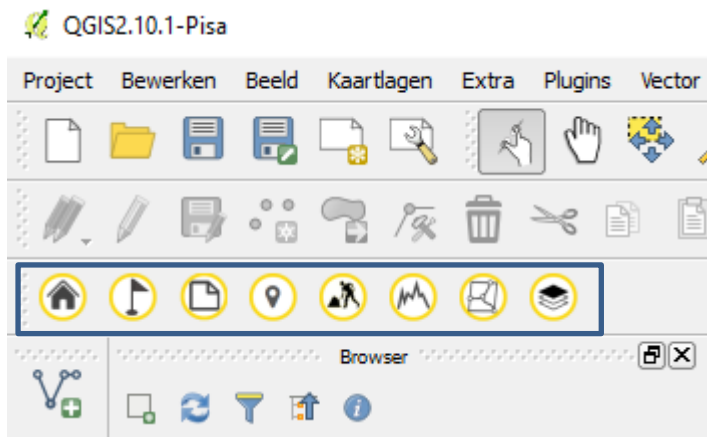 QGIS2.10.1-Pisa
Project Bewerken Beeld Kaartlagen Extra Plugins Vector
Browser